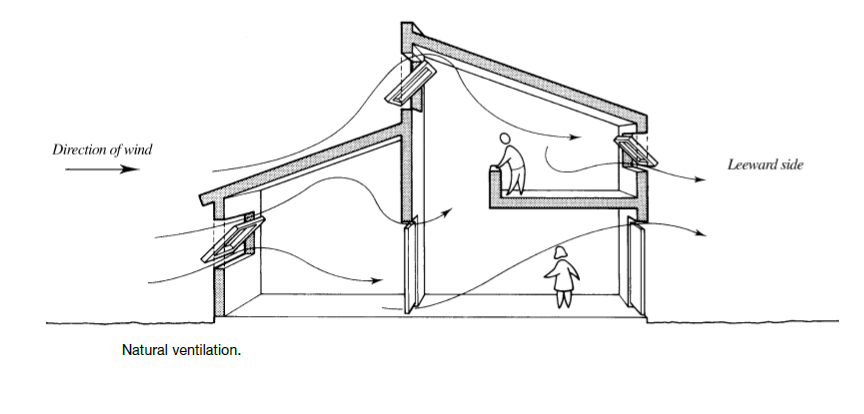 Direction of wind
Leeward side
Natural ventilation.